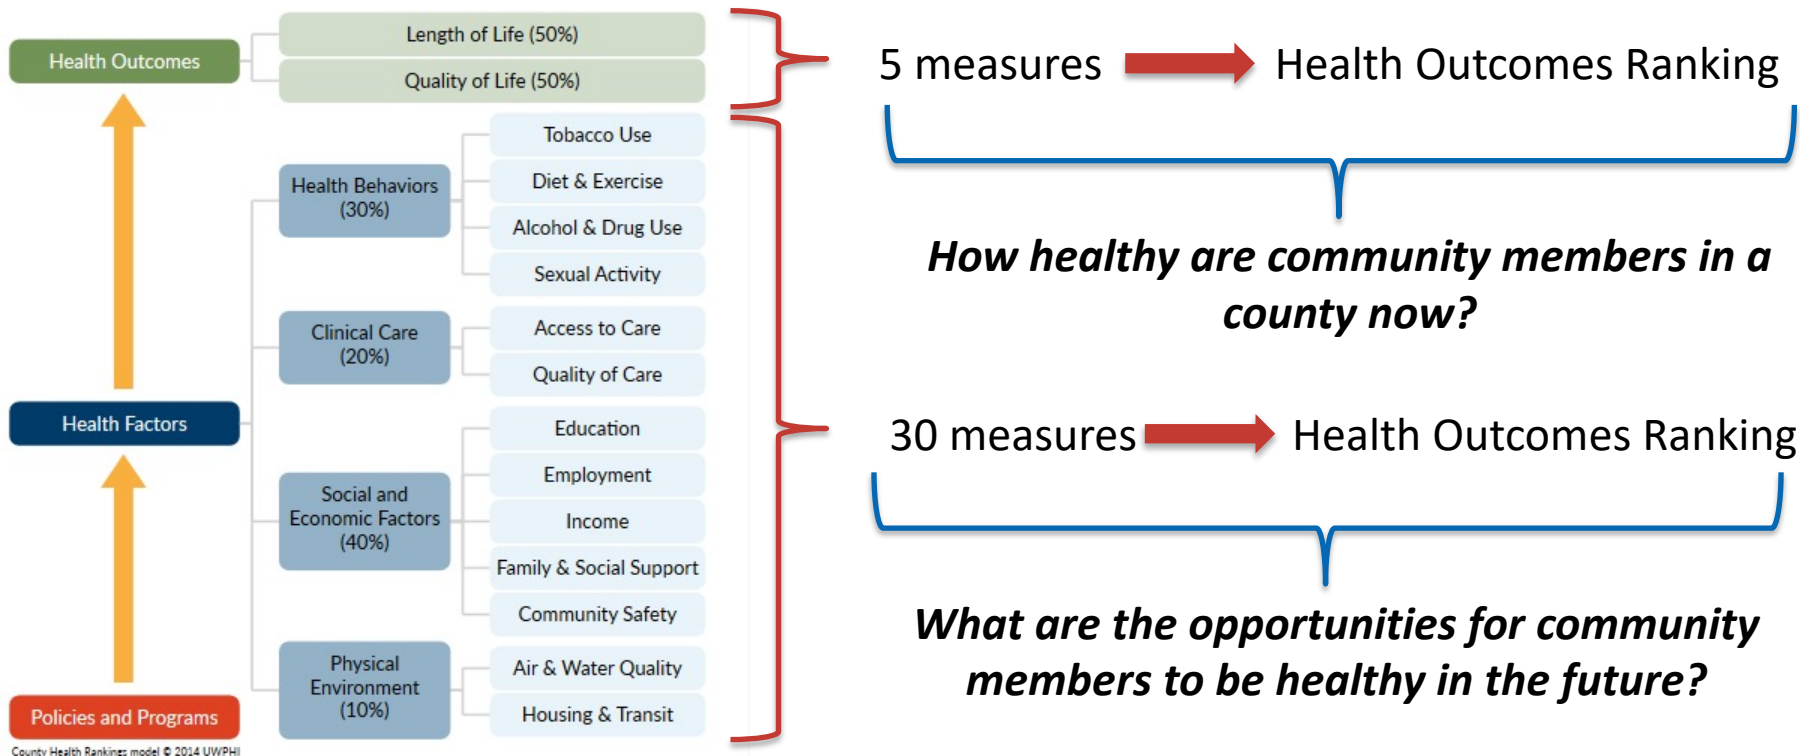 Health Outcomes
Length of Life (50%)
Quality of Life (50%)
5 measures
Health Outcomes Ranking
How healthy are community members in a
county now?
Health Factors
Health Behaviors
(30%)
Tobacco Use
Diet & Exercise
Alcohol & Drug Use
Sexual Activity
Clinical Care
(20%)
Access to Care
Quality of Care
Social and
Economic Factors
(40%)
Education
Employment
Income
Family & Social Support
Community Safety
Physical
Environment
(10%)
Air & Water Quality
Housing & Transit
30 measures
Health Outcomes Ranking
What are the opportunities for community
members to be healthy in the future?
Policies and Programs
County Health Rankings model © 2014 UWPHI